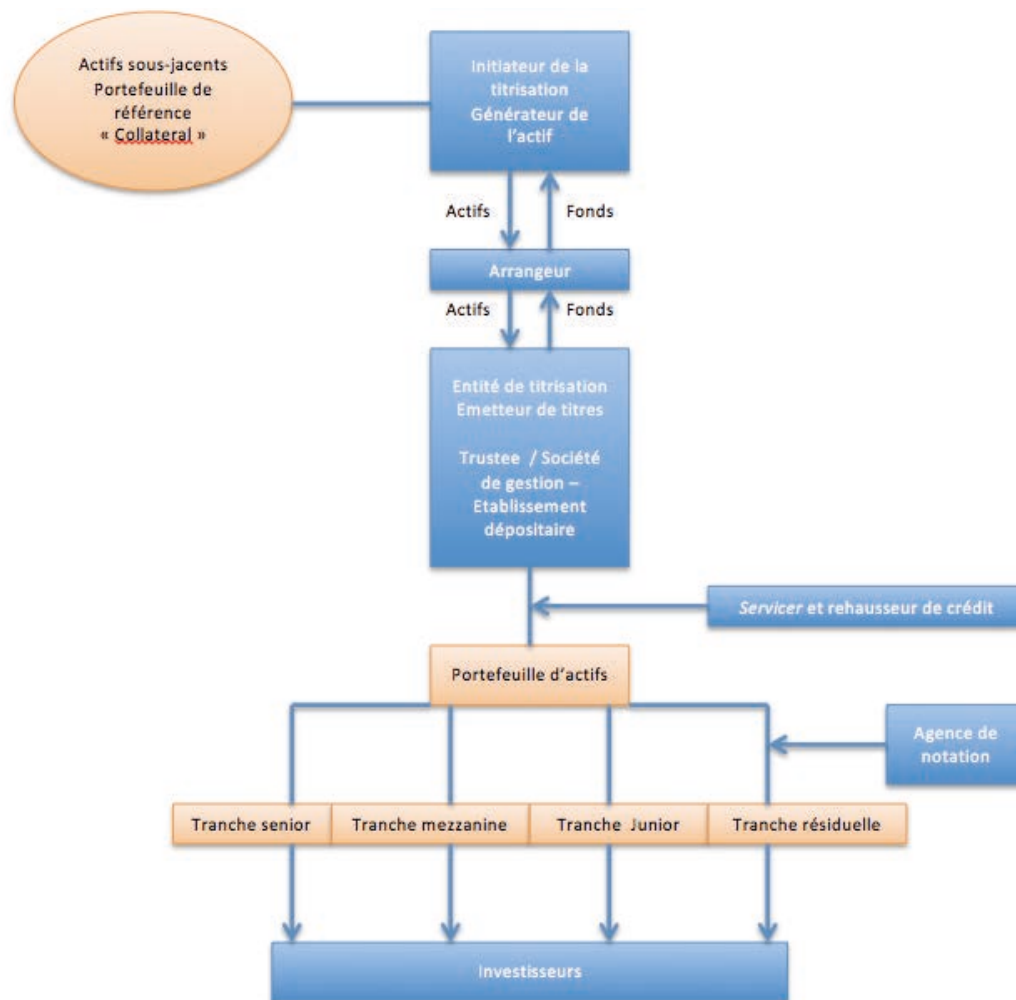 Actifs sous-jacents
Portefeuille de
référence
« Collateral »
Initiateur de la
titrisation
Générateur de
l'actif
Actifs
Fonds
Arrangeur
Actifs
Fonds
Entité de titrisation
Emetteur de titres
Trustee / Société
de gestion –
Etablissement
dépositaire
Servicer et rehausseur de crédit
Portefeuille d'actifs
Agence de
notation
Tranche senior
Tranche mezzanine
Tranche Junior
Tranche résiduelle
Investisseurs